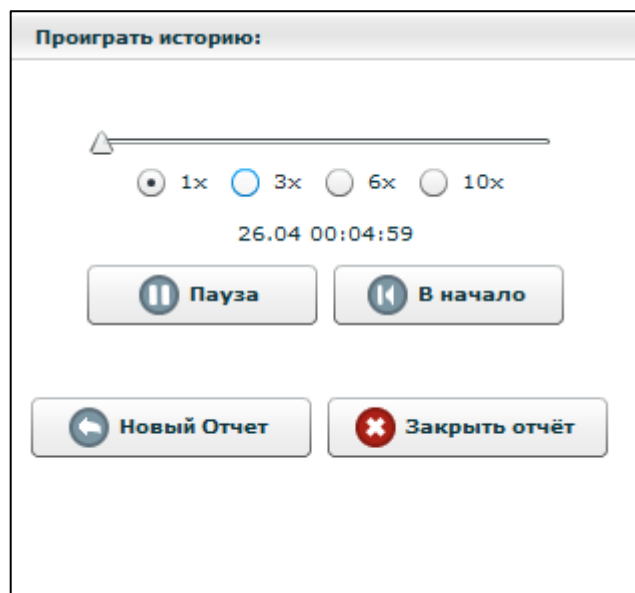 Проиграть историю:
1x 3x 6x 10x
26.04 00:04:59
Пауза В начало
Новый Отчет Закрыть отчёт